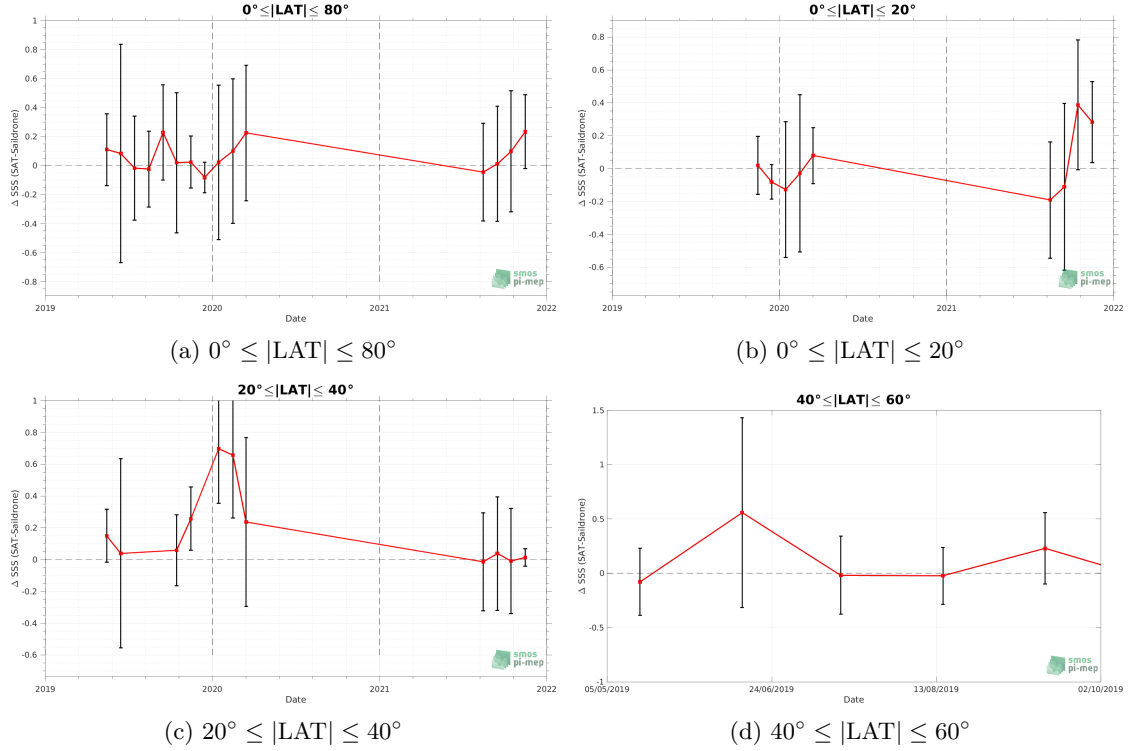 0°≤|LAT|≤ 80°
Δ SSS (SAT-Saildrone)
1
0.8
0.6
0.4
0.2
0
-0.2
-0.4
-0.6
-0.8
2019
2020
2021
2022
Date
smos
pi-mep
(a) 0° ≤ |LAT| ≤ 80°
0°≤|LAT|≤ 20°
Δ SSS (SAT-Saildrone)
0.8
0.6
0.4
0.2
0
-0.2
-0.4
-0.6
2019
2020
2021
2022
Date
smos
pi-mep
(b) 0° ≤ |LAT| ≤ 20°
20°≤|LAT|≤ 40°
Δ SSS (SAT-Saildrone)
1
0.8
0.6
0.4
0.2
0
-0.2
-0.4
-0.6
2019
2020
2021
2022
Date
smos
pi-mep
(c) 20° ≤ |LAT| ≤ 40°
40°≤|LAT|≤ 60°
Δ SSS (SAT-Saildrone)
1.5
1
0.5
0
-0.5
-1
05/05/2019
24/06/2019
13/08/2019
02/10/2019
Date
smos
pi-mep
(d) 40° ≤ |LAT| ≤ 60°